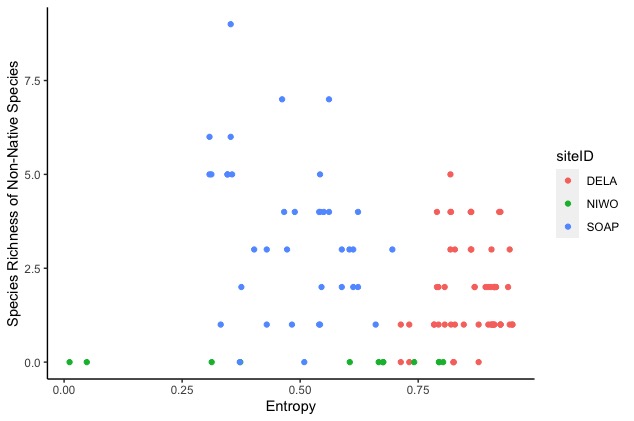 Species Richness of Non-Native Species
7.5
5.0
2.5
0.0
0.00 0.25 0.50 0.75
Entropy
siteID
DELA
NIWO
SOAP